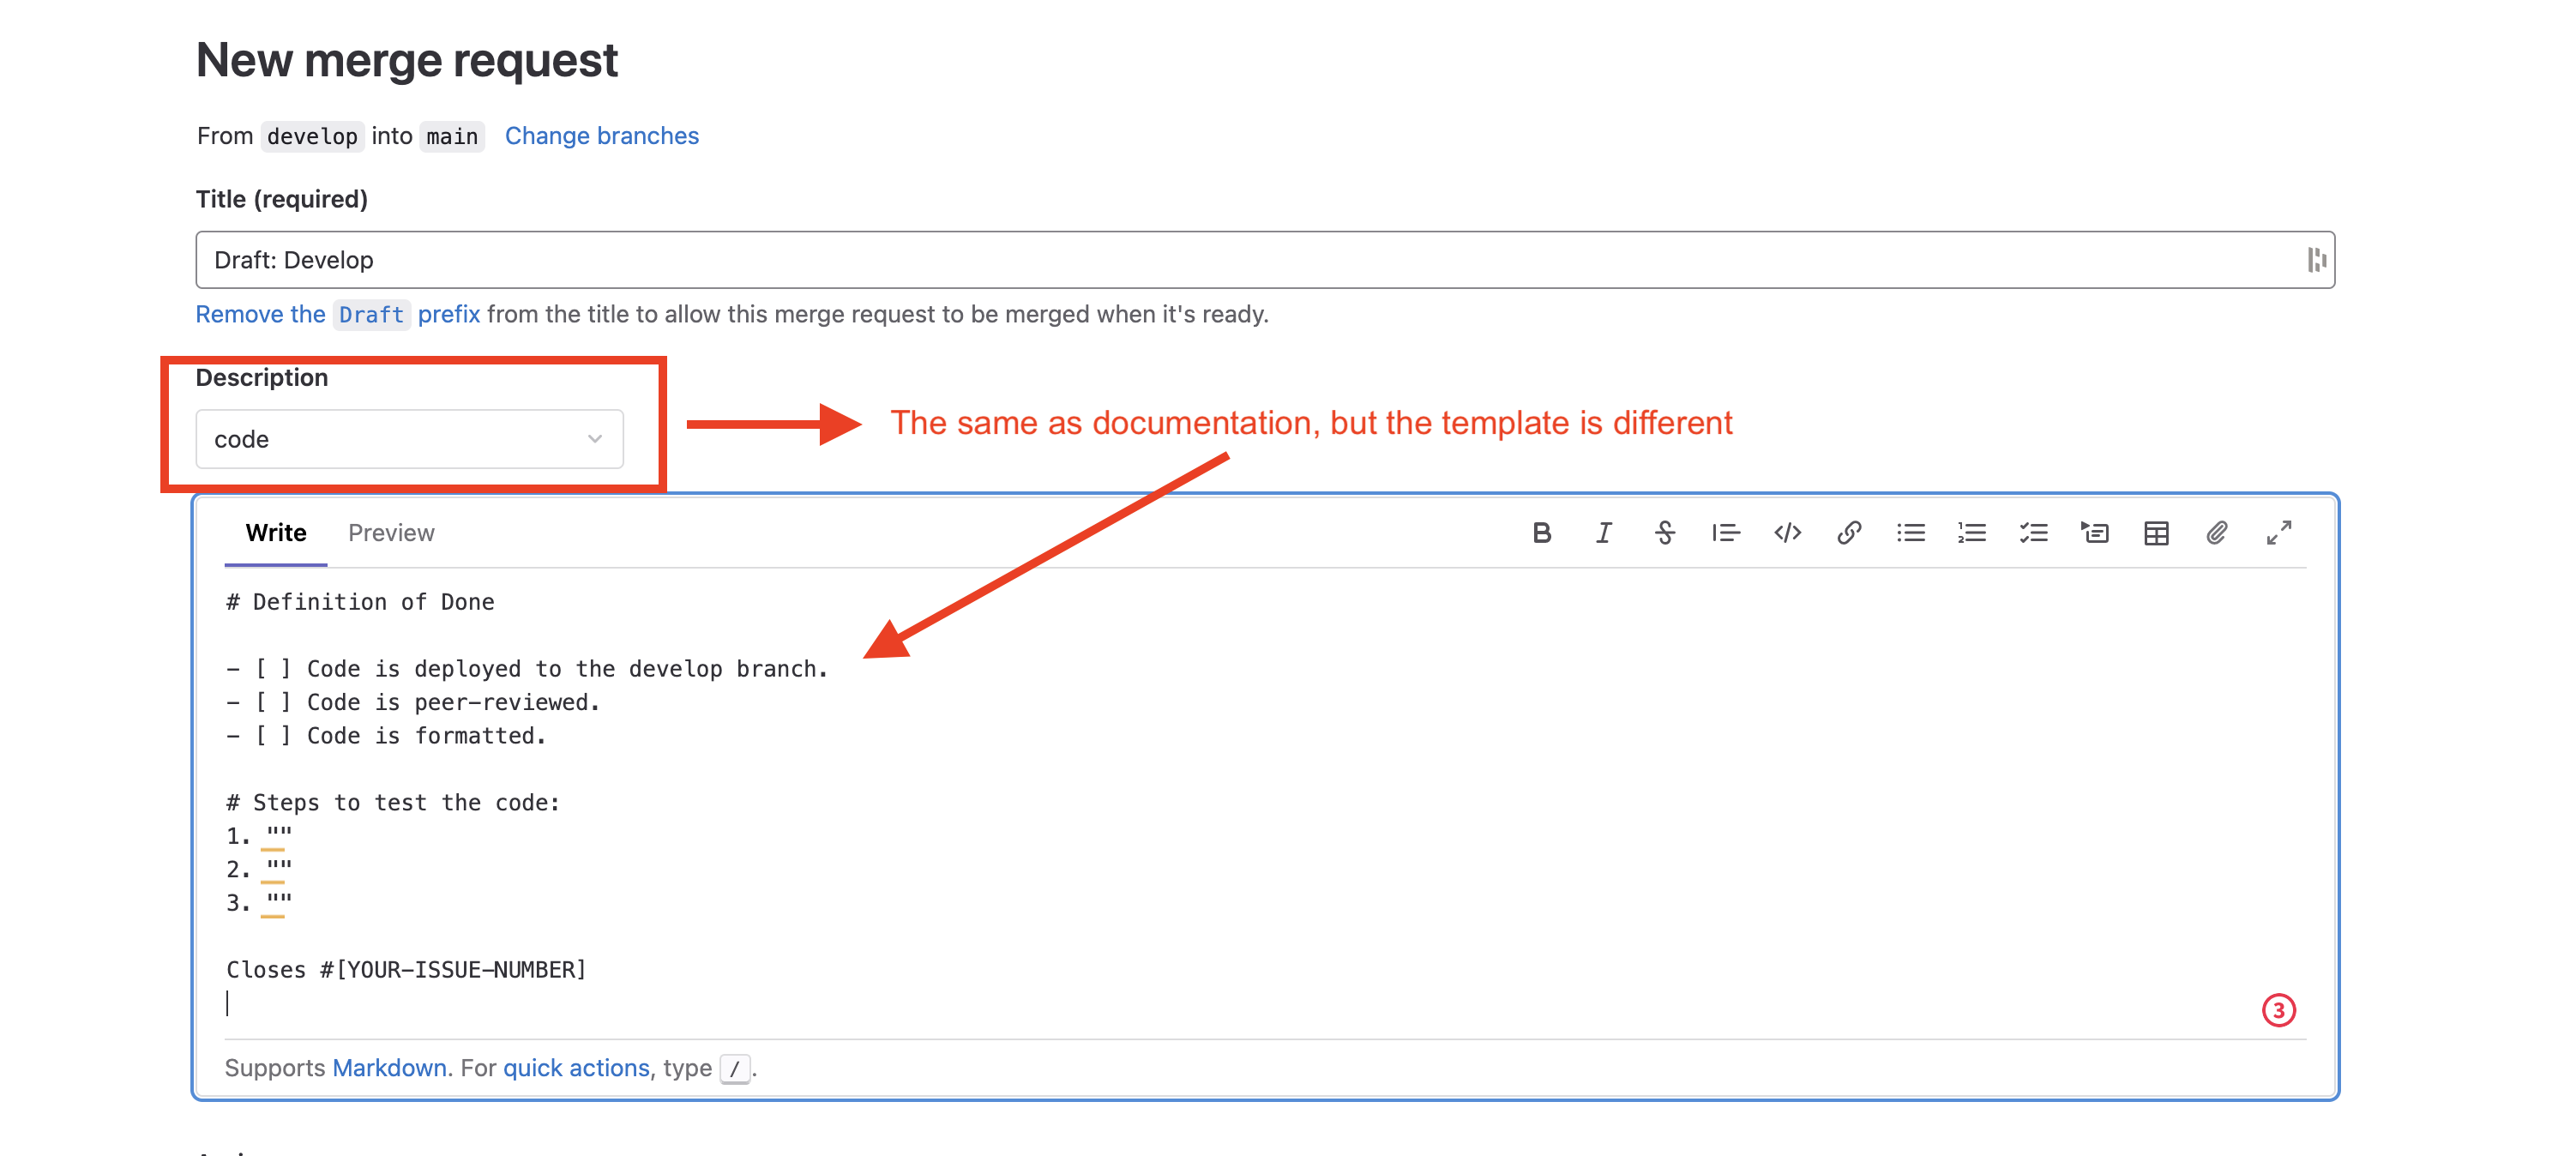 New merge request
From develop into main Change branches
Title (required)
Draft: Develop
Remove the Draft prefix from the title to allow this merge request to be merged when it's ready.
Description
code
The same as documentation, but the template is different
Write Preview
# Definition of Done
- [ ] Code is deployed to the develop branch.
- [ ] Code is peer-reviewed.
- [ ] Code is formatted.
# Steps to test the code:
1. ""
2. ""
3. ""
Closes #[YOUR-ISSUE-NUMBER]
3
Supports Markdown. For quick actions, type /.